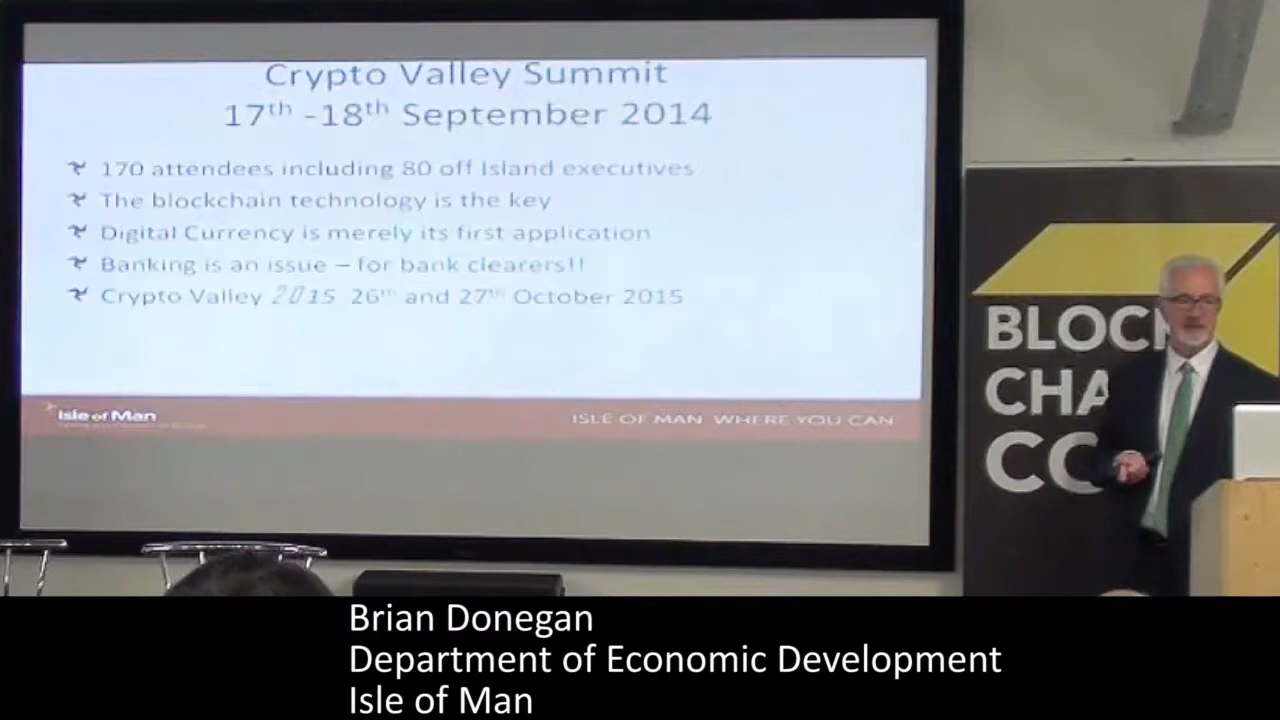 Crypto Valley Summit
17th -18th September 2014
170 attendees including 80 off Island executives
The blockchain technology is the key
Digital Currency is merely its first application
Banking is an issue – for bank clearers!!
Crypto Valley 2015 26th and 27th October 2015
Isle of Man
ISLE OF MAN WHERE YOU CAN
BLOCK
CHA
CO
Brian Donegan
Department of Economic Development
Isle of Man